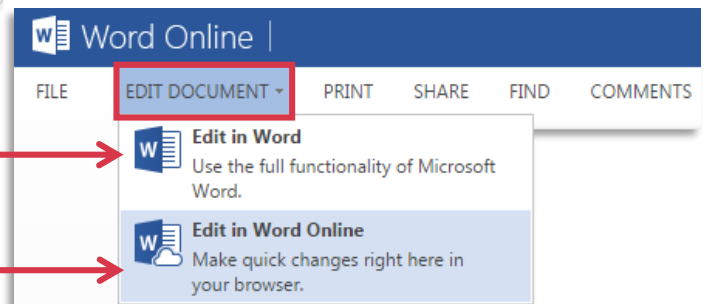 W Word Online |
FILE EDIT DOCUMENT PRINT SHARE FIND COMMENTS
W Edit in Word
Use the full functionality of Microsoft
Word.
W Edit in Word Online
Make quick changes right here in
your browser.